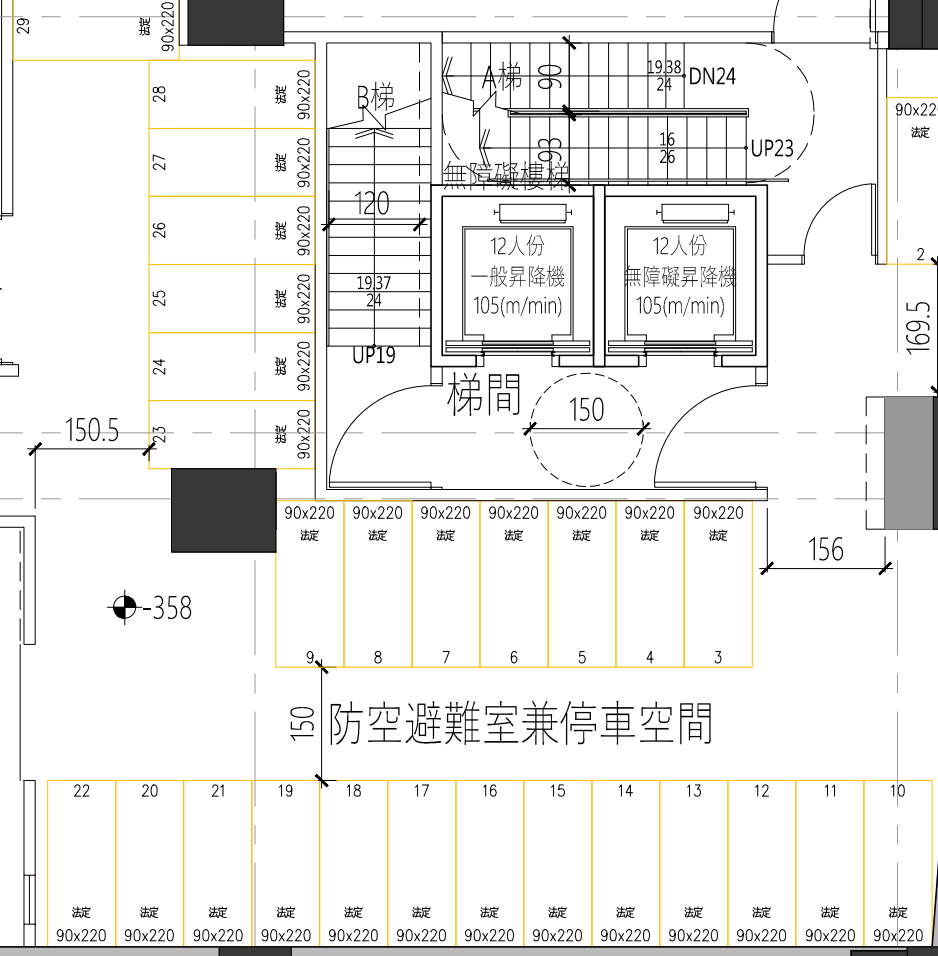 29
法定
90x220
28
法定
90x220
27
法定
90x220
26
法定
90x220
25
法定
90x220
24
法定
90x220
23
法定
90x220
B梯
A梯
90
19.38
24
DN24
93
16
26
UP23
無障礙樓梯
120
19.37
24
UP19
12人份
一般昇降機
105(m/min)
12人份
無障礙昇降機
105(m/min)
法定
2
169.5
梯間
150
150.5
156
90x220
法定
9
90x220
法定
8
90x220
法定
7
90x220
法定
6
90x220
法定
5
90x220
法定
4
90x220
法定
3
-358
150
防空避難室兼停車空間
22
法定
90x220
20
法定
90x220
21
法定
90x220
19
法定
90x220
18
法定
90x220
17
法定
90x220
16
法定
90x220
15
法定
90x220
14
法定
90x220
13
法定
90x220
12
法定
90x220
11
法定
90x220
10
法定
90x220